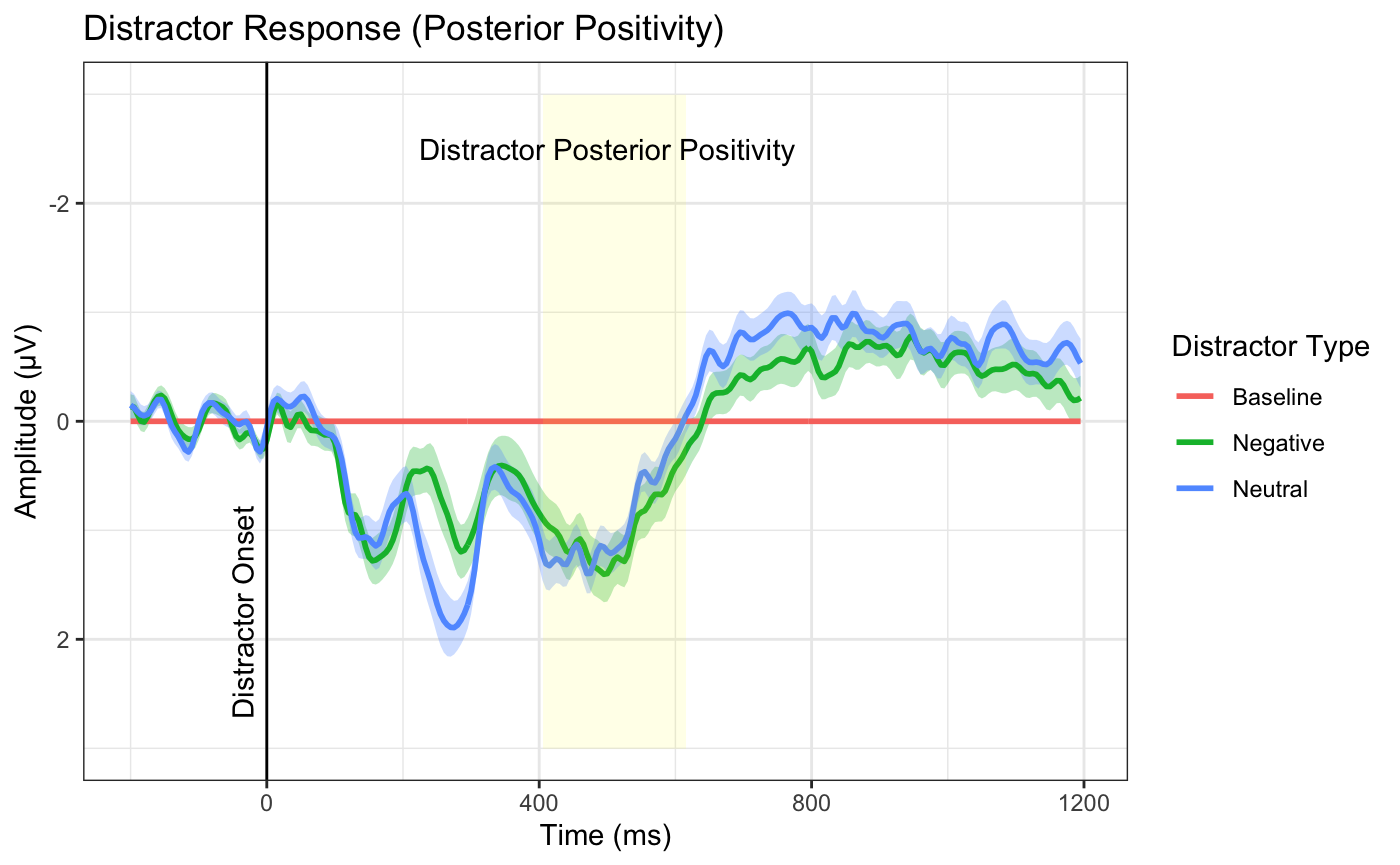 Distractor Response (Posterior Positivity)
Distractor Posterior Positivity
Distractor Onset
-2
0
2
Amplitude (µV)
0
400
800
1200
Time (ms)
Distractor Type
Baseline
Negative
Neutral